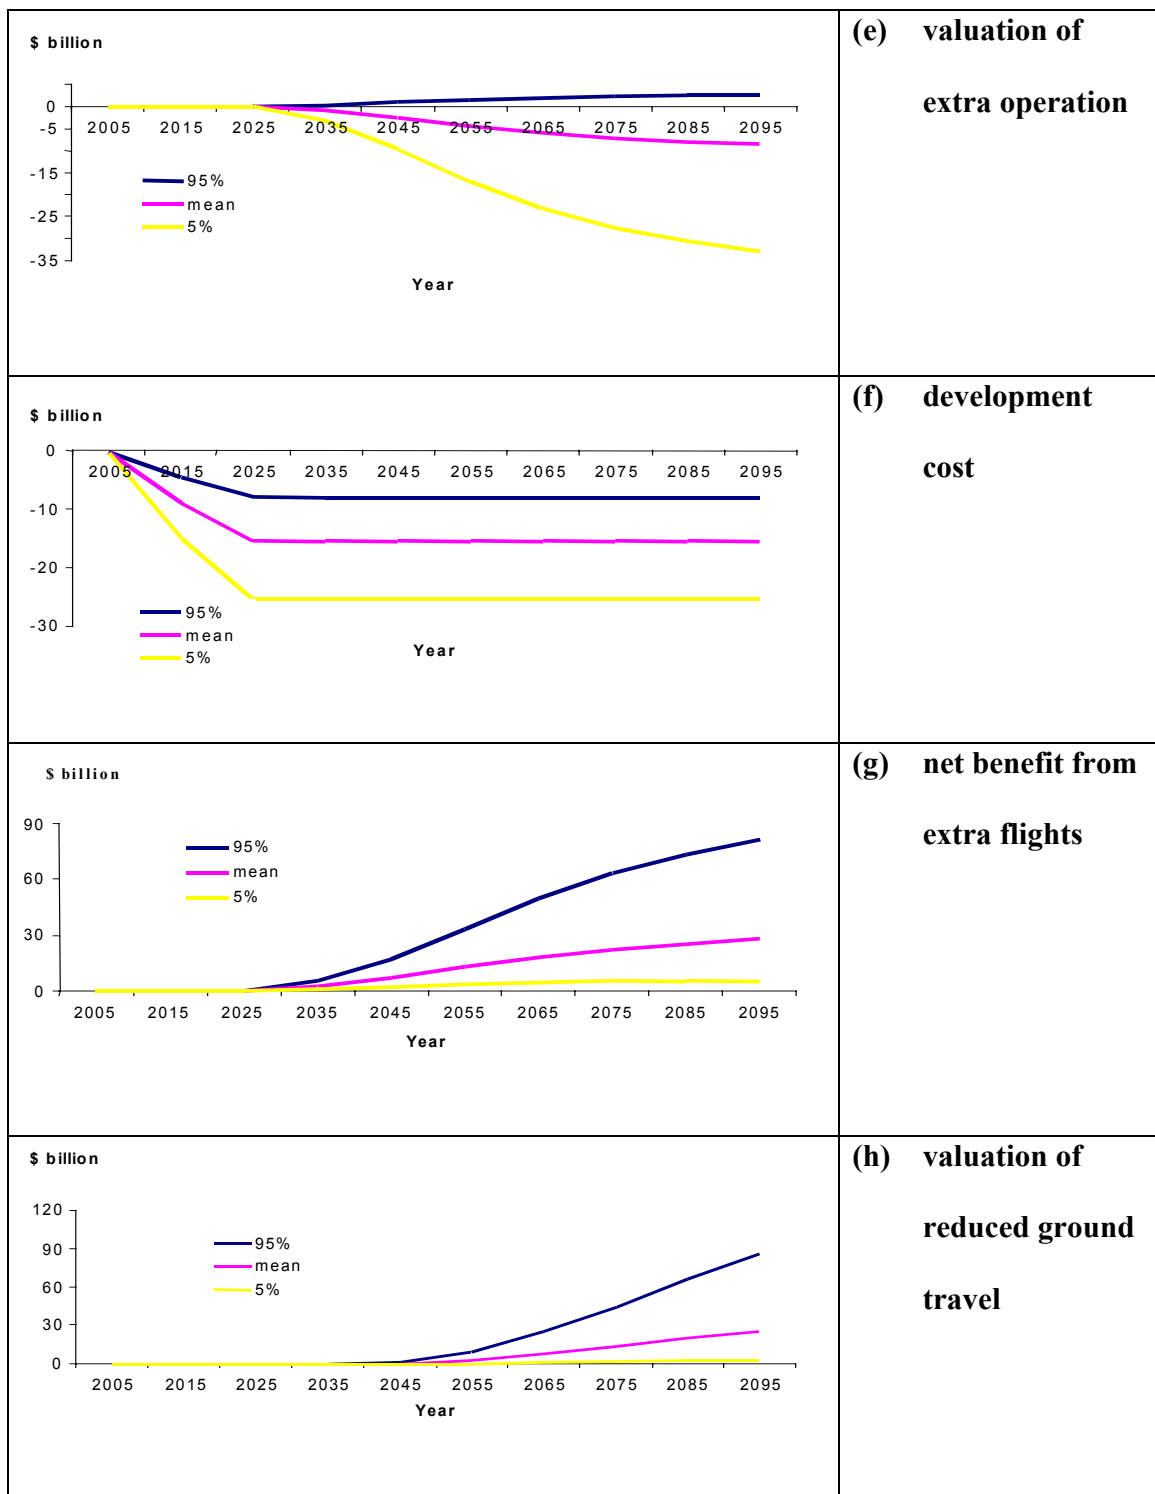 $ billion
0
2005 2015 2025 2035 2045 2055 2065 2075 2085 2095
-5
-15
95%
mean
-25
5%
-35
Year
(e) valuation of
extra operation
$ billion
0
2005 2015 2025 2035 2045 2055 2065 2075 2085 2095
-10
-20
95%
-30
mean
5%
Year
(f) development
cost
$ billion
90
95%
mean
60
5%
30
0
2005 2015 2025 2035 2045 2055 2065 2075 2085 2095
Year
(g) net benefit from
extra flights
$ billion
120
95%
90
mean
60
5%
30
0
2005 2015 2025 2035 2045 2055 2065 2075 2085 2095
Year
(h) valuation of
reduced ground
travel